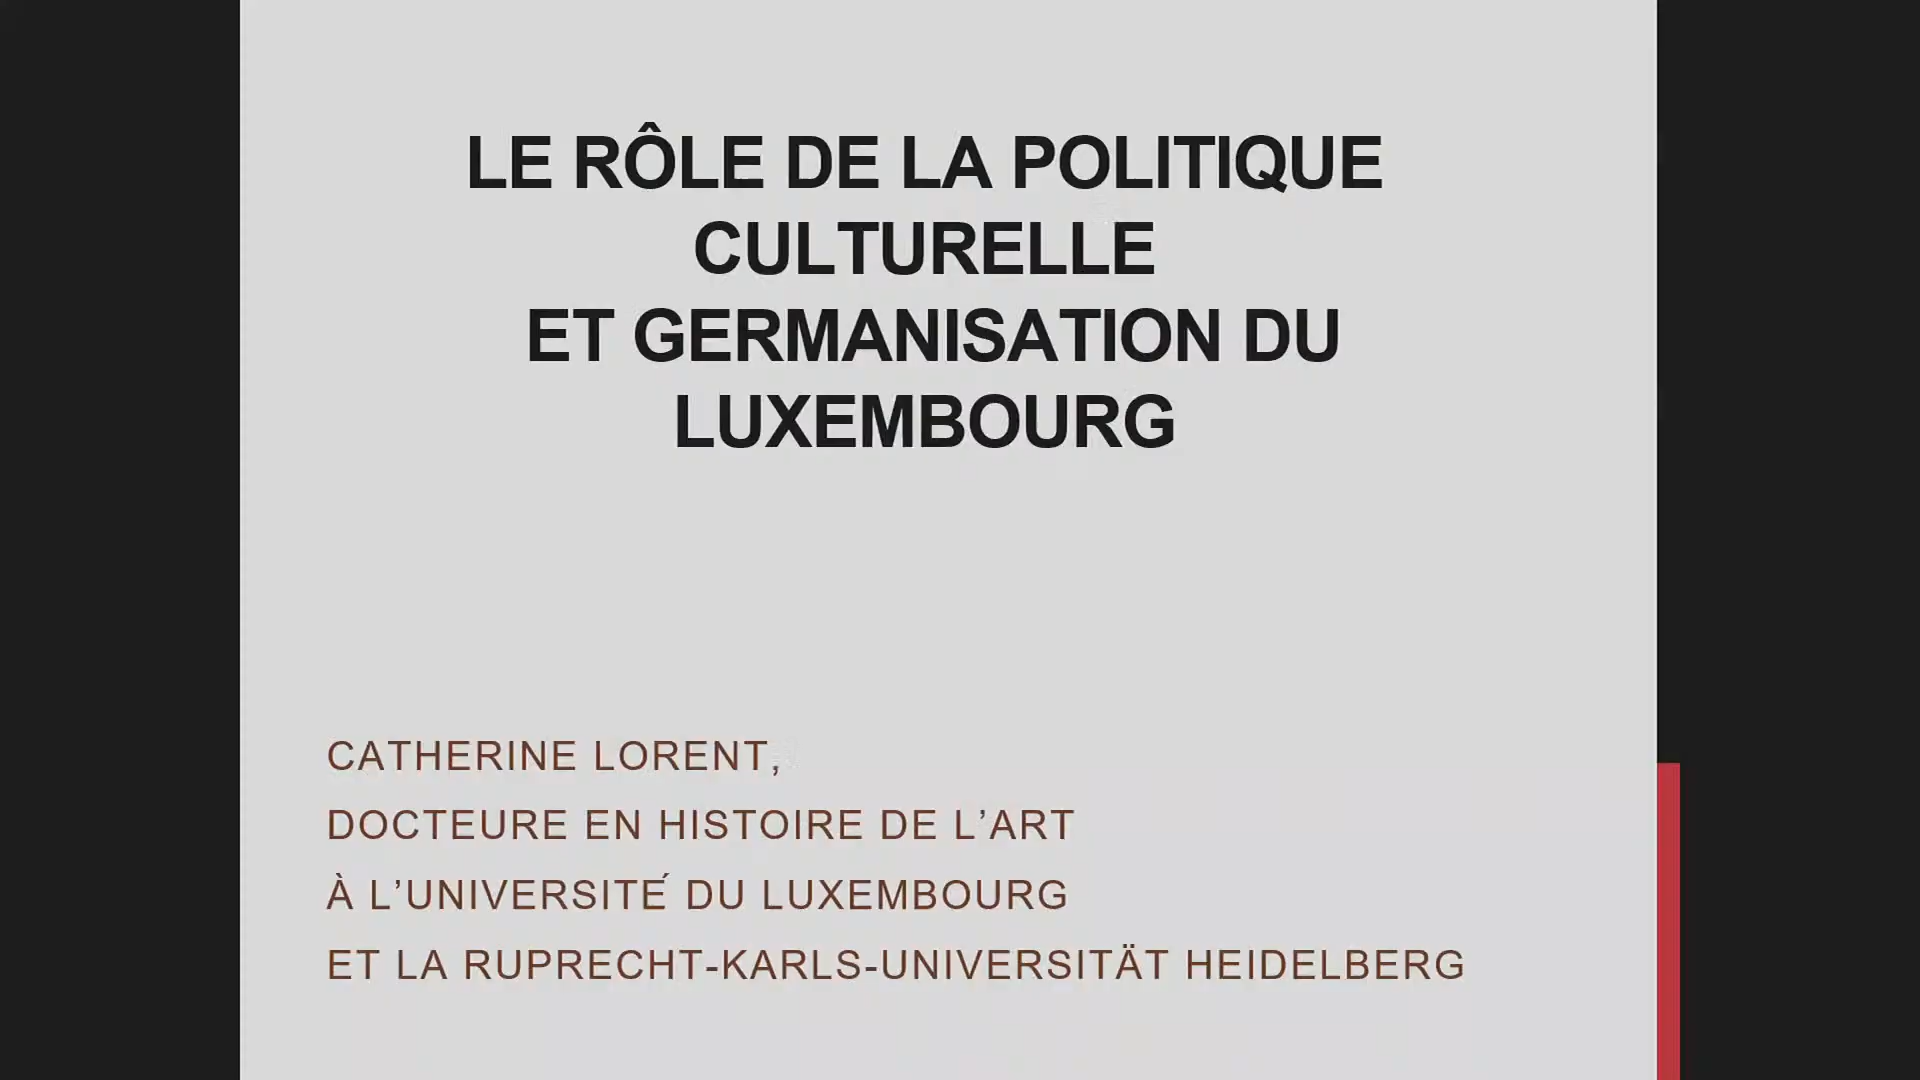 LE RÔLE DE LA POLITIQUE
CULTURELLE
ET GERMANISATION DU
LUXEMBOURG
CATHERINE LORENT,
DOCTEURE EN HISTOIRE DE L’ART
À L’UNIVERSITÉ DU LUXEMBOURG
ET LA RUPRECHT-KARLS-UNIVERSITÄT HEIDELBERG